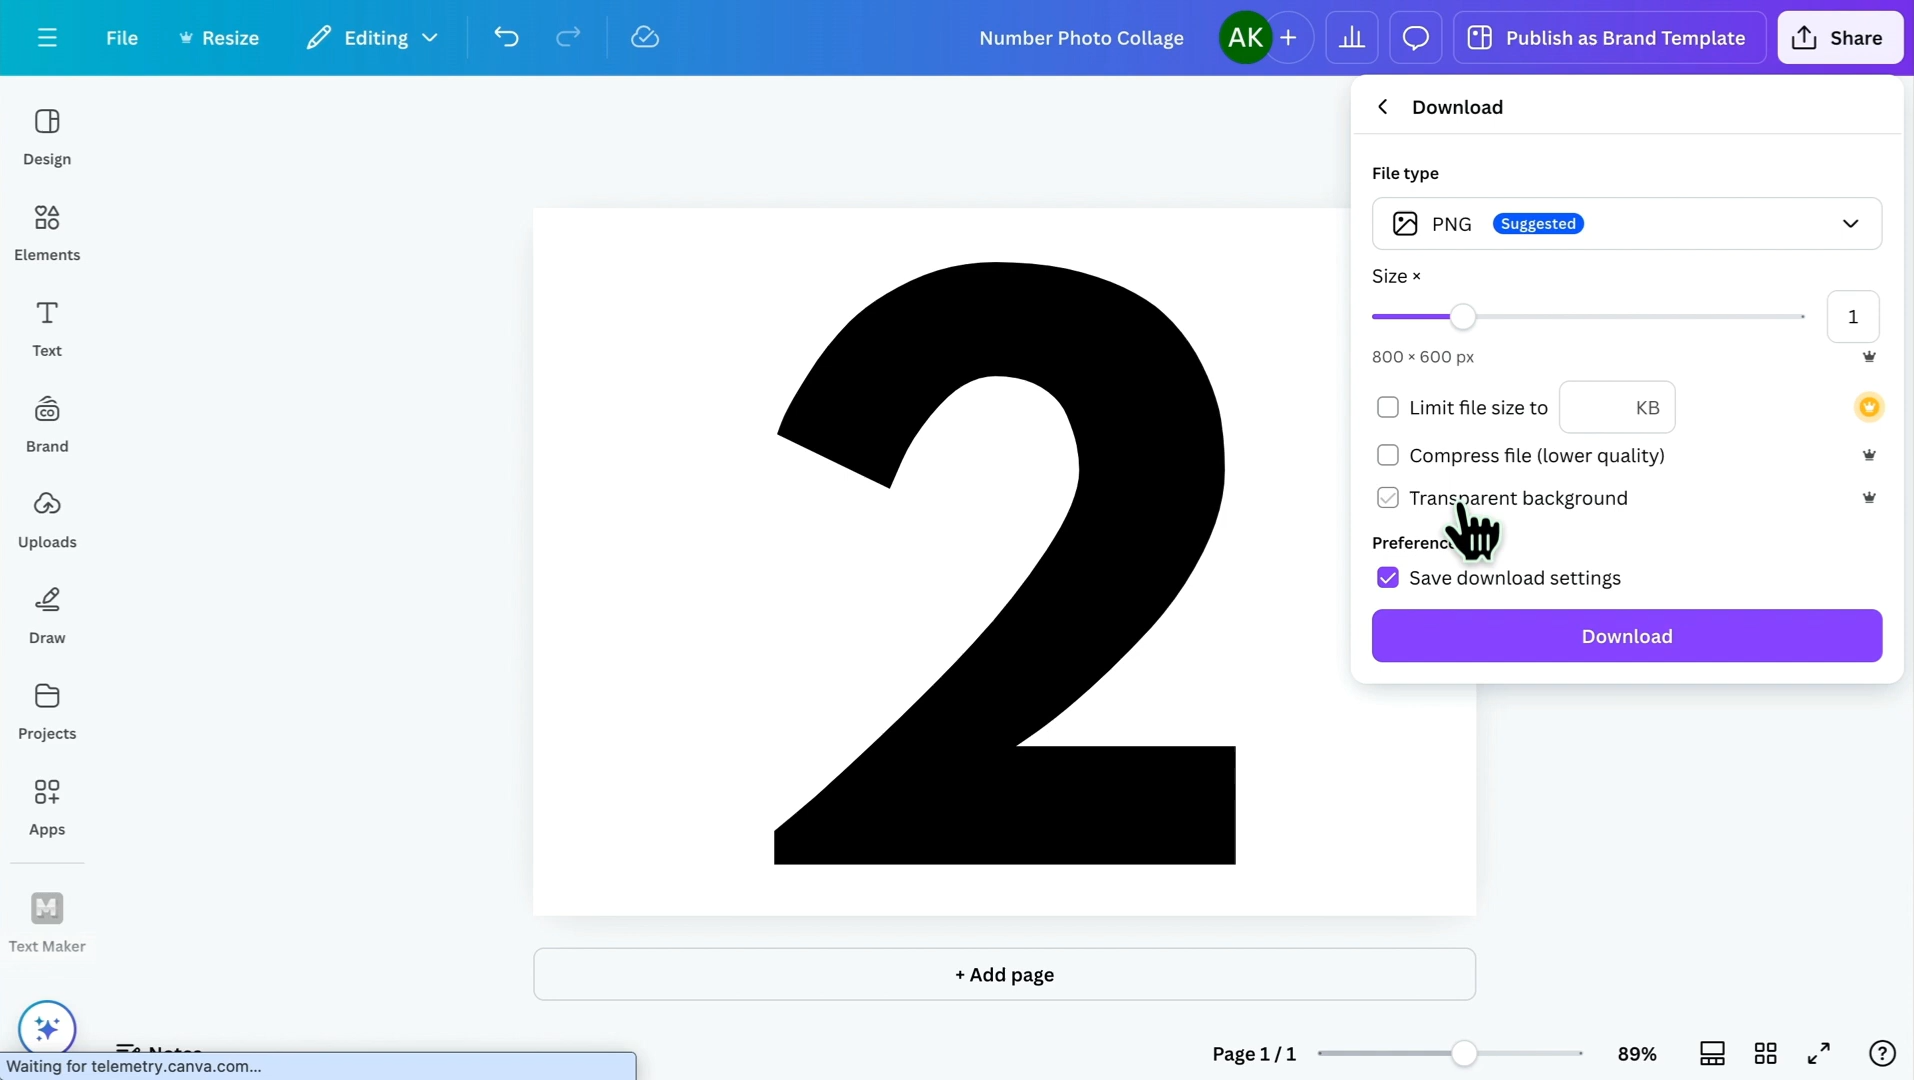 File
Resize
Editing
Number Photo Collage
AK
Publish as Brand Template
Share
Design
Elements
Text
Brand
Uploads
Draw
Projects
Apps
Text Maker
2
+ Add page
Download
File type
PNG Suggested
Size ×
1
800 × 600 px
Limit file size to KB
Compress file (lower quality)
Transparent background
Preferenc
Save download settings
Download
Notes
Waiting for telemetry.canva.com...
Page 1 / 1
89%